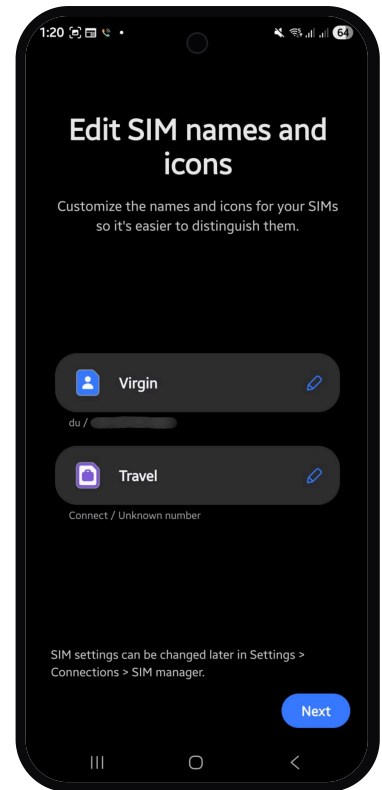 1:20
64
Edit SIM names and
icons
Customize the names and icons for your SIMs
so it's easier to distinguish them.
Virgin
du /
Travel
Connect / Unknown number
SIM settings can be changed later in Settings >
Connections > SIM manager.
Next